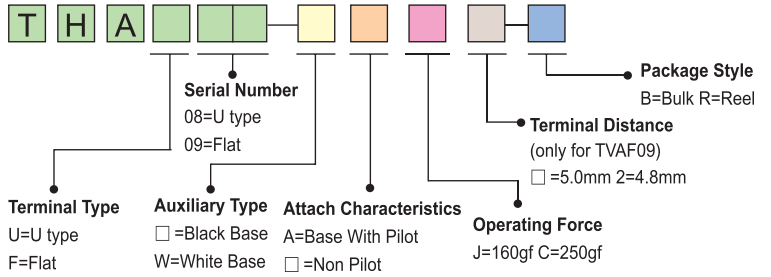 T H A
Package Style
B=Bulk R=Reel
Serial Number
08=U type
09=Flat
Terminal Distance
(only for TVAF09)
□ =5.0mm 2=4.8mm
Terminal Type
U=U type
F=Flat
Auxiliary Type
□ =Black Base
W=White Base
Attach Characteristics
A=Base With Pilot
□ =Non Pilot
Operating Force
J=160gf C=250gf